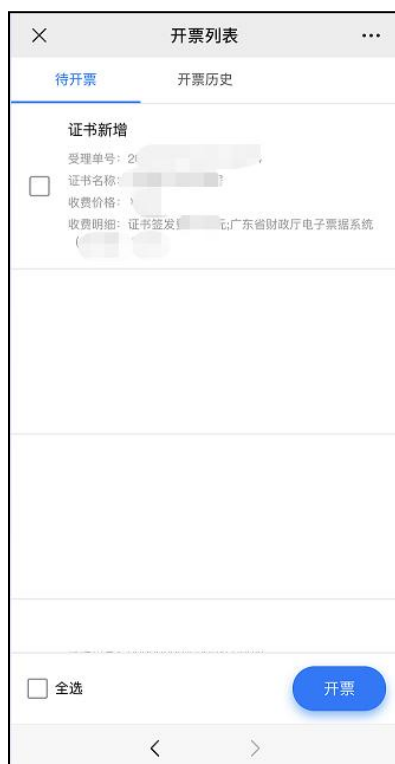 开票列表
待开票
开票历史
证书新增
受理单号：
证书名称：
收费价格：
收费明细：证书签发 元;广东省财政厅电子票据系统
（
全选
开票